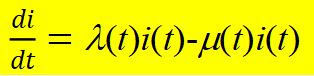 di/dt = λ(t)i(t)-μ(t)i(t)